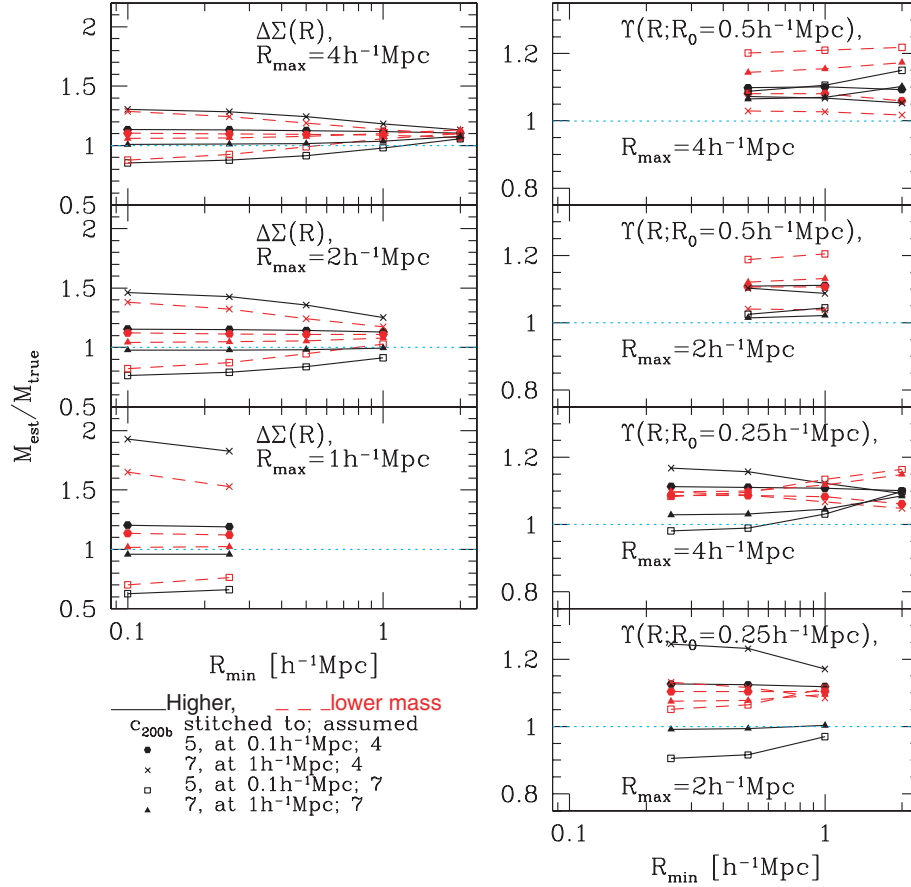 ΔΣ(R),
R_max=4h⁻¹Mpc
2
1.5
1
0.5
ΔΣ(R),
R_max=2h⁻¹Mpc
2
1.5
1
0.5
ΔΣ(R),
R_max=1h⁻¹Mpc
2
1.5
1
0.5
M_est/M_true
0.1
1
R_min [h⁻¹Mpc]
Higher, lower mass
c_200b stitched to; assumed
5, at 0.1h⁻¹Mpc; 4
7, at 1h⁻¹Mpc; 4
5, at 0.1h⁻¹Mpc; 7
7, at 1h⁻¹Mpc; 7
ϒ(R;R₀=0.5h⁻¹Mpc),
R_max=4h⁻¹Mpc
1.2
1
0.8
ϒ(R;R₀=0.5h⁻¹Mpc),
R_max=2h⁻¹Mpc
1.2
1
0.8
ϒ(R;R₀=0.25h⁻¹Mpc),
R_max=4h⁻¹Mpc
1.2
1
0.8
ϒ(R;R₀=0.25h⁻¹Mpc),
R_max=2h⁻¹Mpc
1.2
1
0.8
0.1
1
R_min [h⁻¹Mpc]